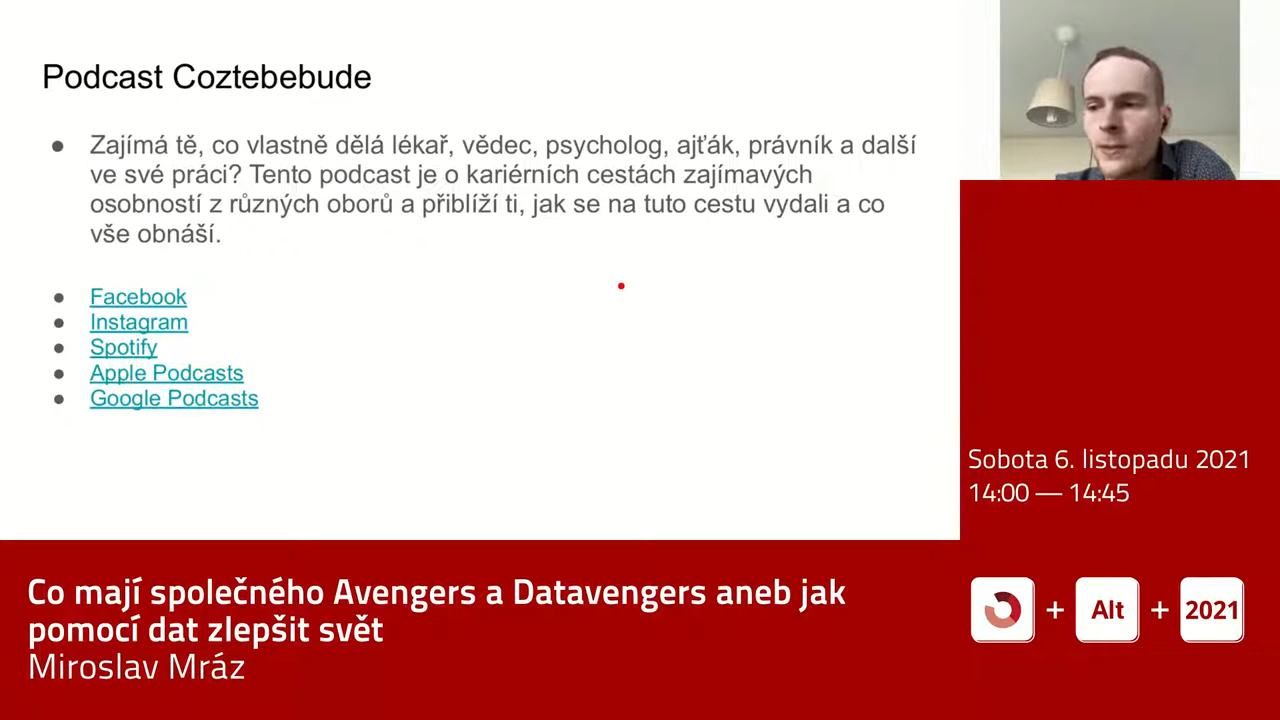 Podcast Coztebebude
● Zajímá tě, co vlastně dělá lékař, vědec, psycholog, ajťák, právník a další
ve své práci? Tento podcast je o kariérních cestách zajímavých
osobností z různých oborů a přiblíží ti, jak se na tuto cestu vydali a co
vše obnáší.
● Facebook
● Instagram
● Spotify
● Apple Podcasts
● Google Podcasts
Sobota 6. listopadu 2021
14:00 — 14:45
Co mají společného Avengers a Datavengers aneb jak
pomocí dat zlepšit svět
Miroslav Mráz
+ Alt + 2021